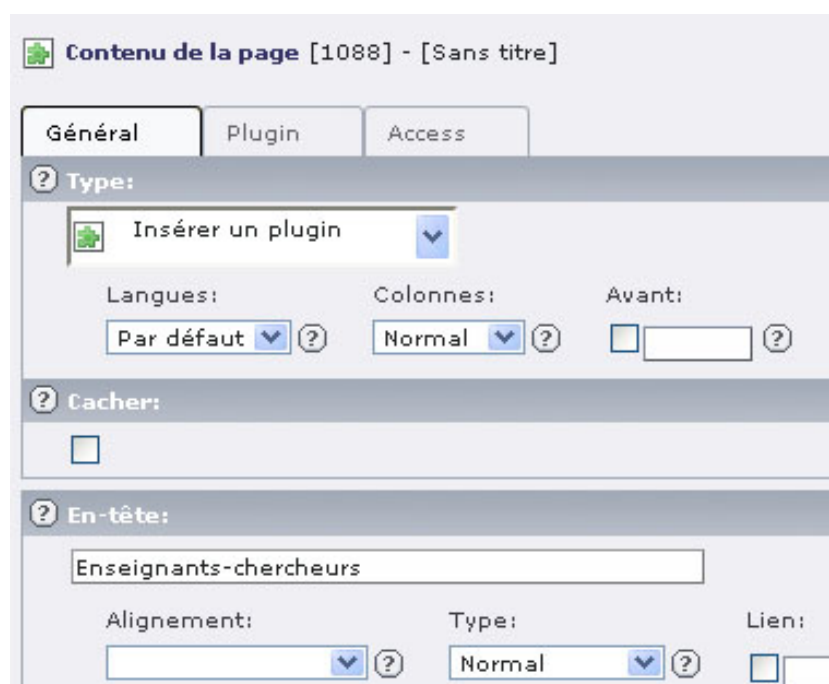 Contenu de la page [1088] - [Sans titre]
Général Plugin Access
Type:
Insérer un plugin
Langues: Colonnes: Avant:
Par défaut Normal
Cacher:
En-tête:
Enseignants-chercheurs
Alignement: Type: Lien:
Normal